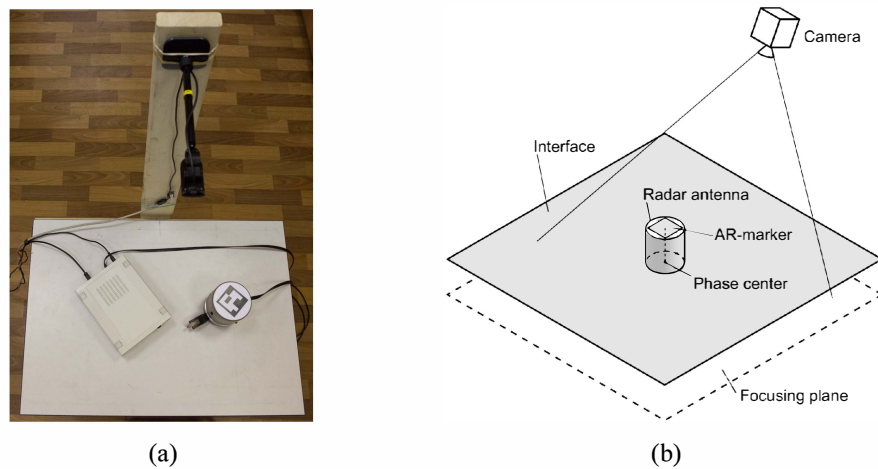 Camera
Interface
Radar antenna
AR-marker
Phase center
Focusing plane
(a)
(b)